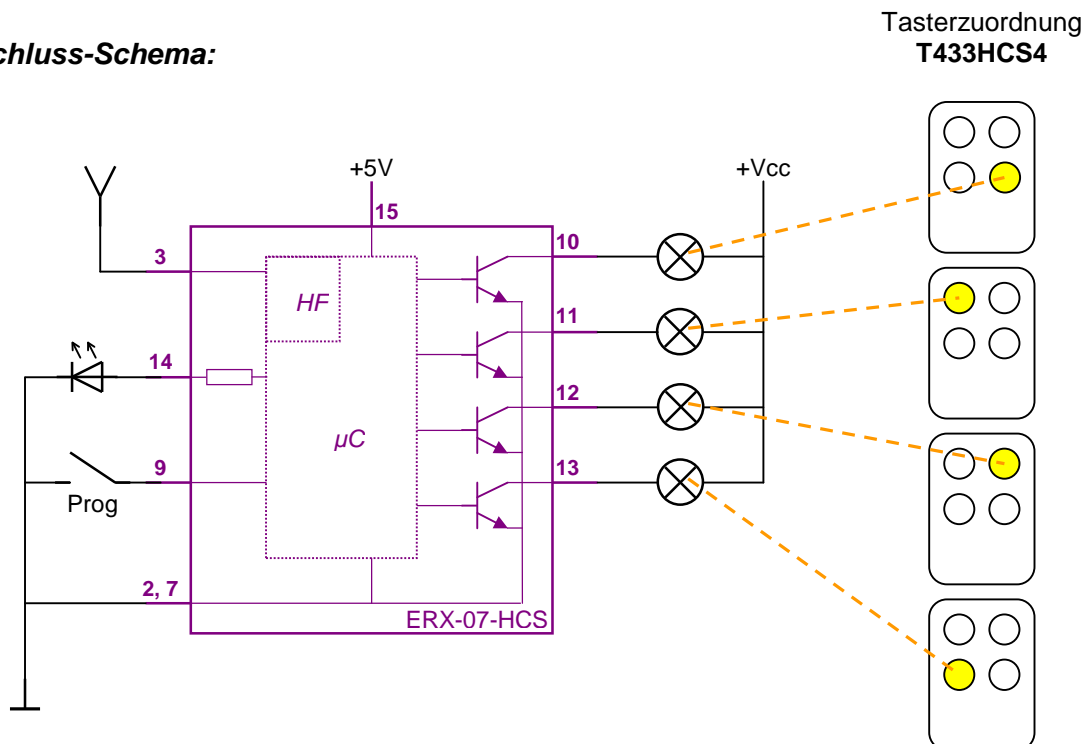 Tasterzuordnung
T433HCS4
chluss-Schema:
+5V
+Vcc
15
10
3
HF
11
14
12
µC
9
13
Prog
2, 7
ERX-07-HCS